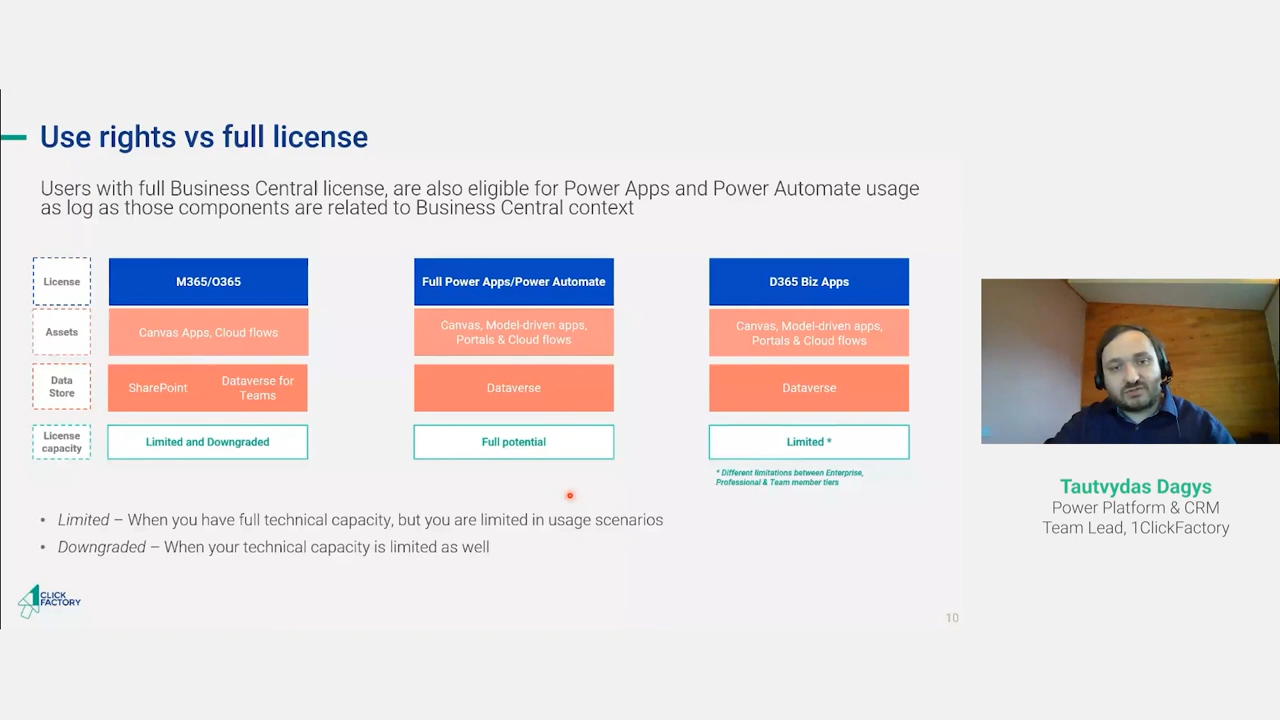 Use rights vs full license
Users with full Business Central license, are also eligible for Power Apps and Power Automate usage
as log as those components are related to Business Central context
License
M365/O365
Full Power Apps/Power Automate
D365 Biz Apps
Assets
Canvas Apps, Cloud flows
Canvas, Model-driven apps,
Portals & Cloud flows
Canvas, Model-driven apps,
Portals & Cloud flows
Data
Store
SharePoint
Dataverse for
Teams
Dataverse
Dataverse
License
capacity
Limited and Downgraded
Full potential
Limited *
* Different limitations between Enterprise,
Professional & Team member tiers
• Limited – When you have full technical capacity, but you are limited in usage scenarios
• Downgraded – When your technical capacity is limited as well
1 CLICK
FACTORY
10
Tautvydas Dagys
Power Platform & CRM
Team Lead, 1ClickFactory